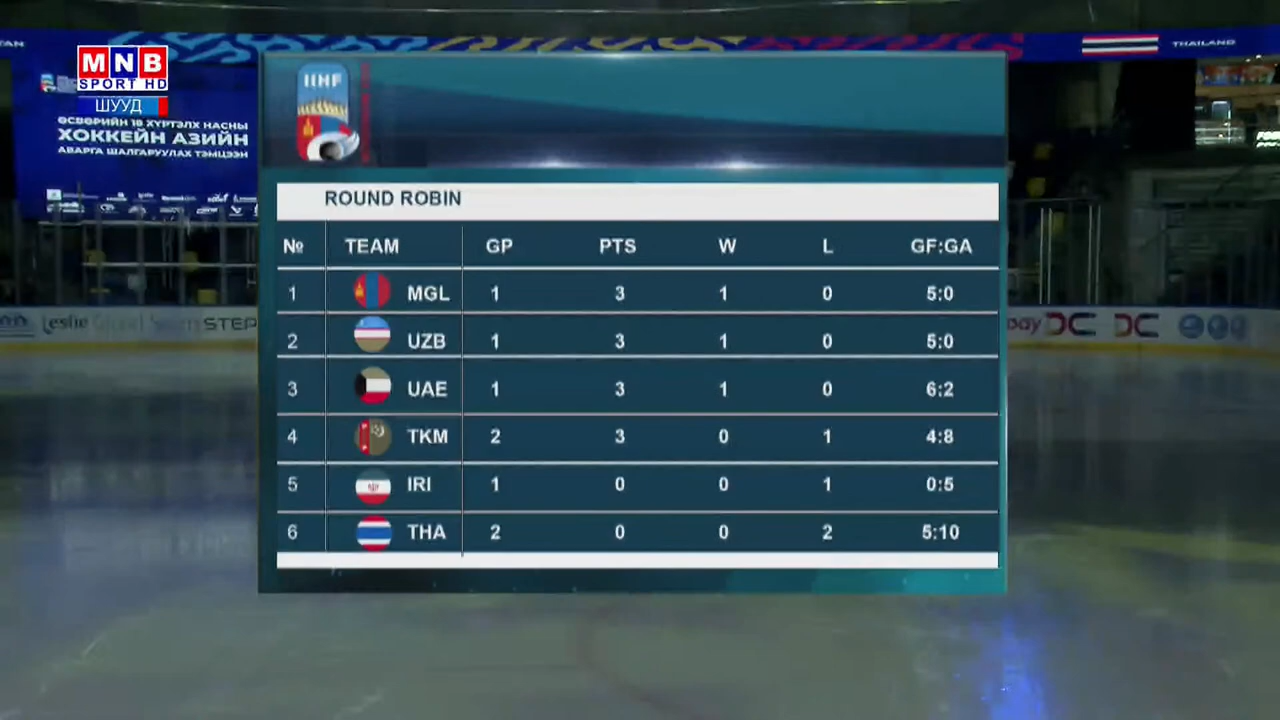 MNB
SPORT HD
ШУУД
THAILAND
ӨСВӨРИЙН 18 ХҮРТЭЛХ НАСНЫ
ХОККЕЙН АЗИЙН
АВАРГА ШАЛГАРУУЛАХ ТЭМЦЭЭН
IIHF
ROUND ROBIN
№ TEAM GP PTS W L GF:GA
1 MGL 1 3 1 0 5:0
2 UZB 1 3 1 0 5:0
3 UAE 1 3 1 0 6:2
4 TKM 2 3 0 1 4:8
5 IRI 1 0 0 1 0:5
6 THA 2 0 0 2 5:10
Leslie
STEP
pay